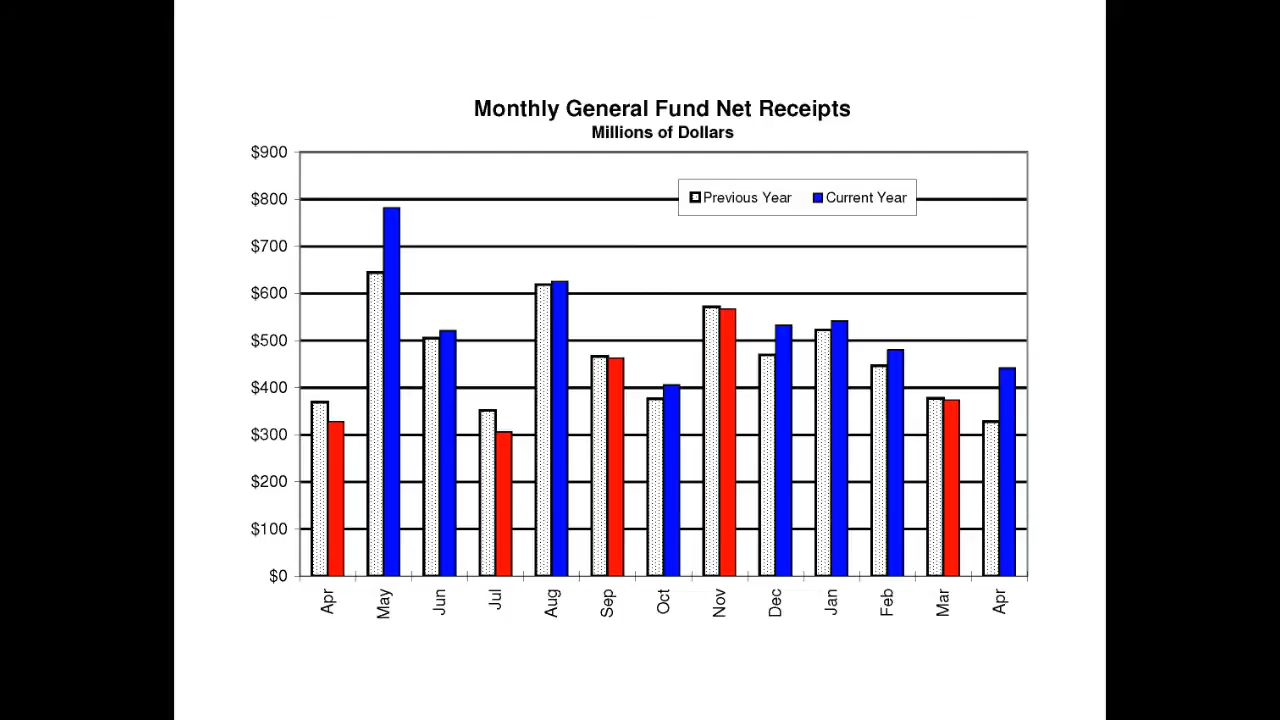 Monthly General Fund Net Receipts
Millions of Dollars
$900
$800
$700
$600
$500
$400
$300
$200
$100
$0
Previous Year Current Year
Apr May Jun Jul Aug Sep Oct Nov Dec Jan Feb Mar Apr